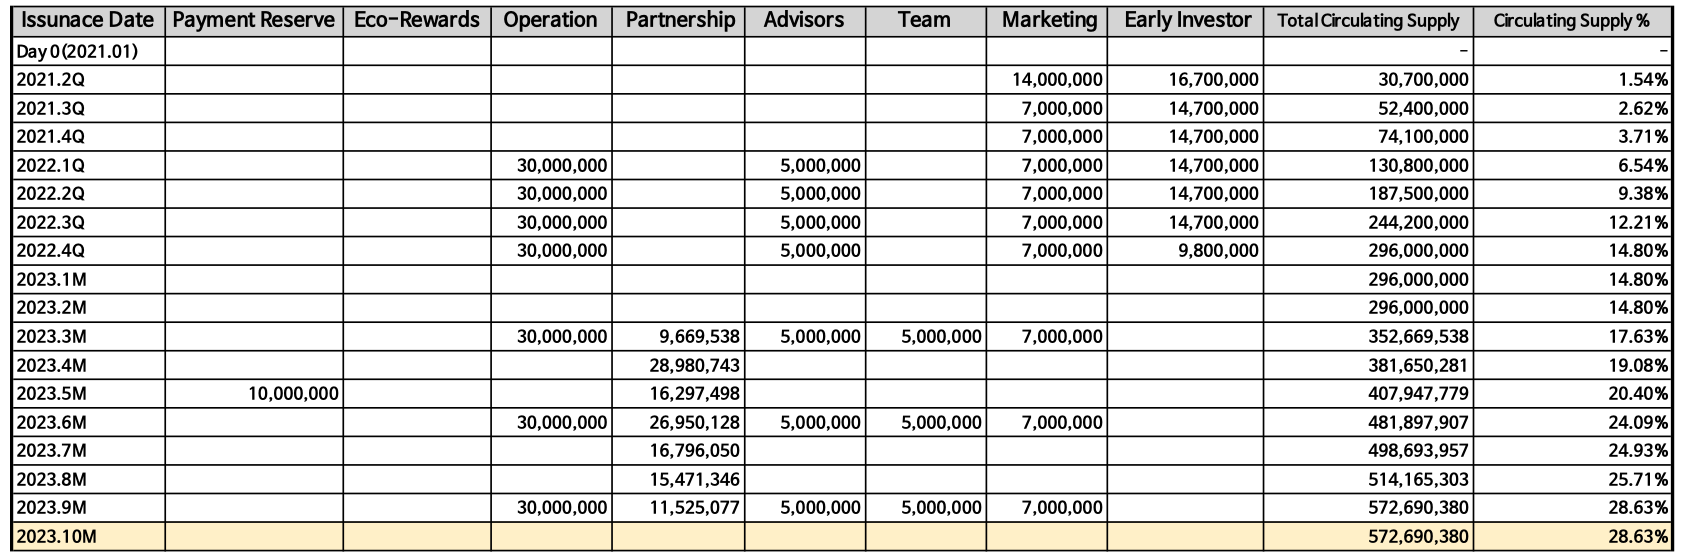 Issunace Date Payment Reserve Eco-Rewards Operation Partnership Advisors Team Marketing Early Investor Total Circulating Supply Circulating Supply %
Day 0(2021.01) - -
2021.2Q 14,000,000 16,700,000 30,700,000 1.54%
2021.3Q 7,000,000 14,700,000 52,400,000 2.62%
2021.4Q 7,000,000 14,700,000 74,100,000 3.71%
2022.1Q 30,000,000 5,000,000 7,000,000 14,700,000 130,800,000 6.54%
2022.2Q 30,000,000 5,000,000 7,000,000 14,700,000 187,500,000 9.38%
2022.3Q 30,000,000 5,000,000 7,000,000 14,700,000 244,200,000 12.21%
2022.4Q 30,000,000 5,000,000 7,000,000 9,800,000 296,000,000 14.80%
2023.1M 296,000,000 14.80%
2023.2M 296,000,000 14.80%
2023.3M 30,000,000 9,669,538 5,000,000 5,000,000 7,000,000 352,669,538 17.63%
2023.4M 28,980,743 381,650,281 19.08%
2023.5M 10,000,000 16,297,498 407,947,779 20.40%
2023.6M 30,000,000 26,950,128 5,000,000 5,000,000 7,000,000 481,897,907 24.09%
2023.7M 16,796,050 498,693,957 24.93%
2023.8M 15,471,346 514,165,303 25.71%
2023.9M 30,000,000 11,525,077 5,000,000 5,000,000 7,000,000 572,690,380 28.63%
2023.10M 572,690,380 28.63%